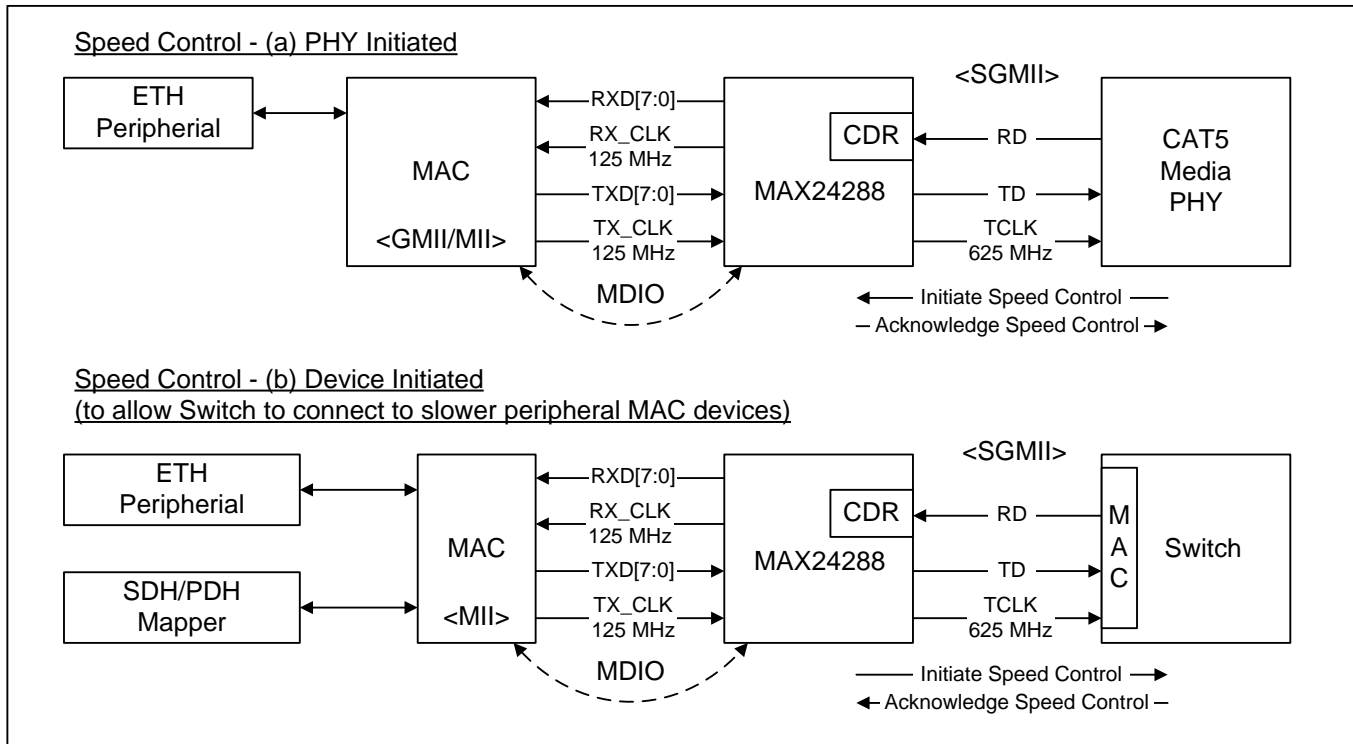 Speed Control - (a) PHY Initiated
<SGMII>
ETH
Peripherial
MAC
<GMII/MII>
RXD[7:0]
RX_CLK
125 MHz
TXD[7:0]
TX_CLK
125 MHz
MDIO
CDR
MAX24288
RD
TD
TCLK
625 MHz
CAT5
Media
PHY
Initiate Speed Control
Acknowledge Speed Control
Speed Control - (b) Device Initiated
(to allow Switch to connect to slower peripheral MAC devices)
<SGMII>
ETH
Peripherial
SDH/PDH
Mapper
MAC
<MII>
RXD[7:0]
RX_CLK
125 MHz
TXD[7:0]
TX_CLK
125 MHz
MDIO
CDR
MAX24288
RD
TD
TCLK
625 MHz
M
A
C
Switch
Initiate Speed Control
Acknowledge Speed Control